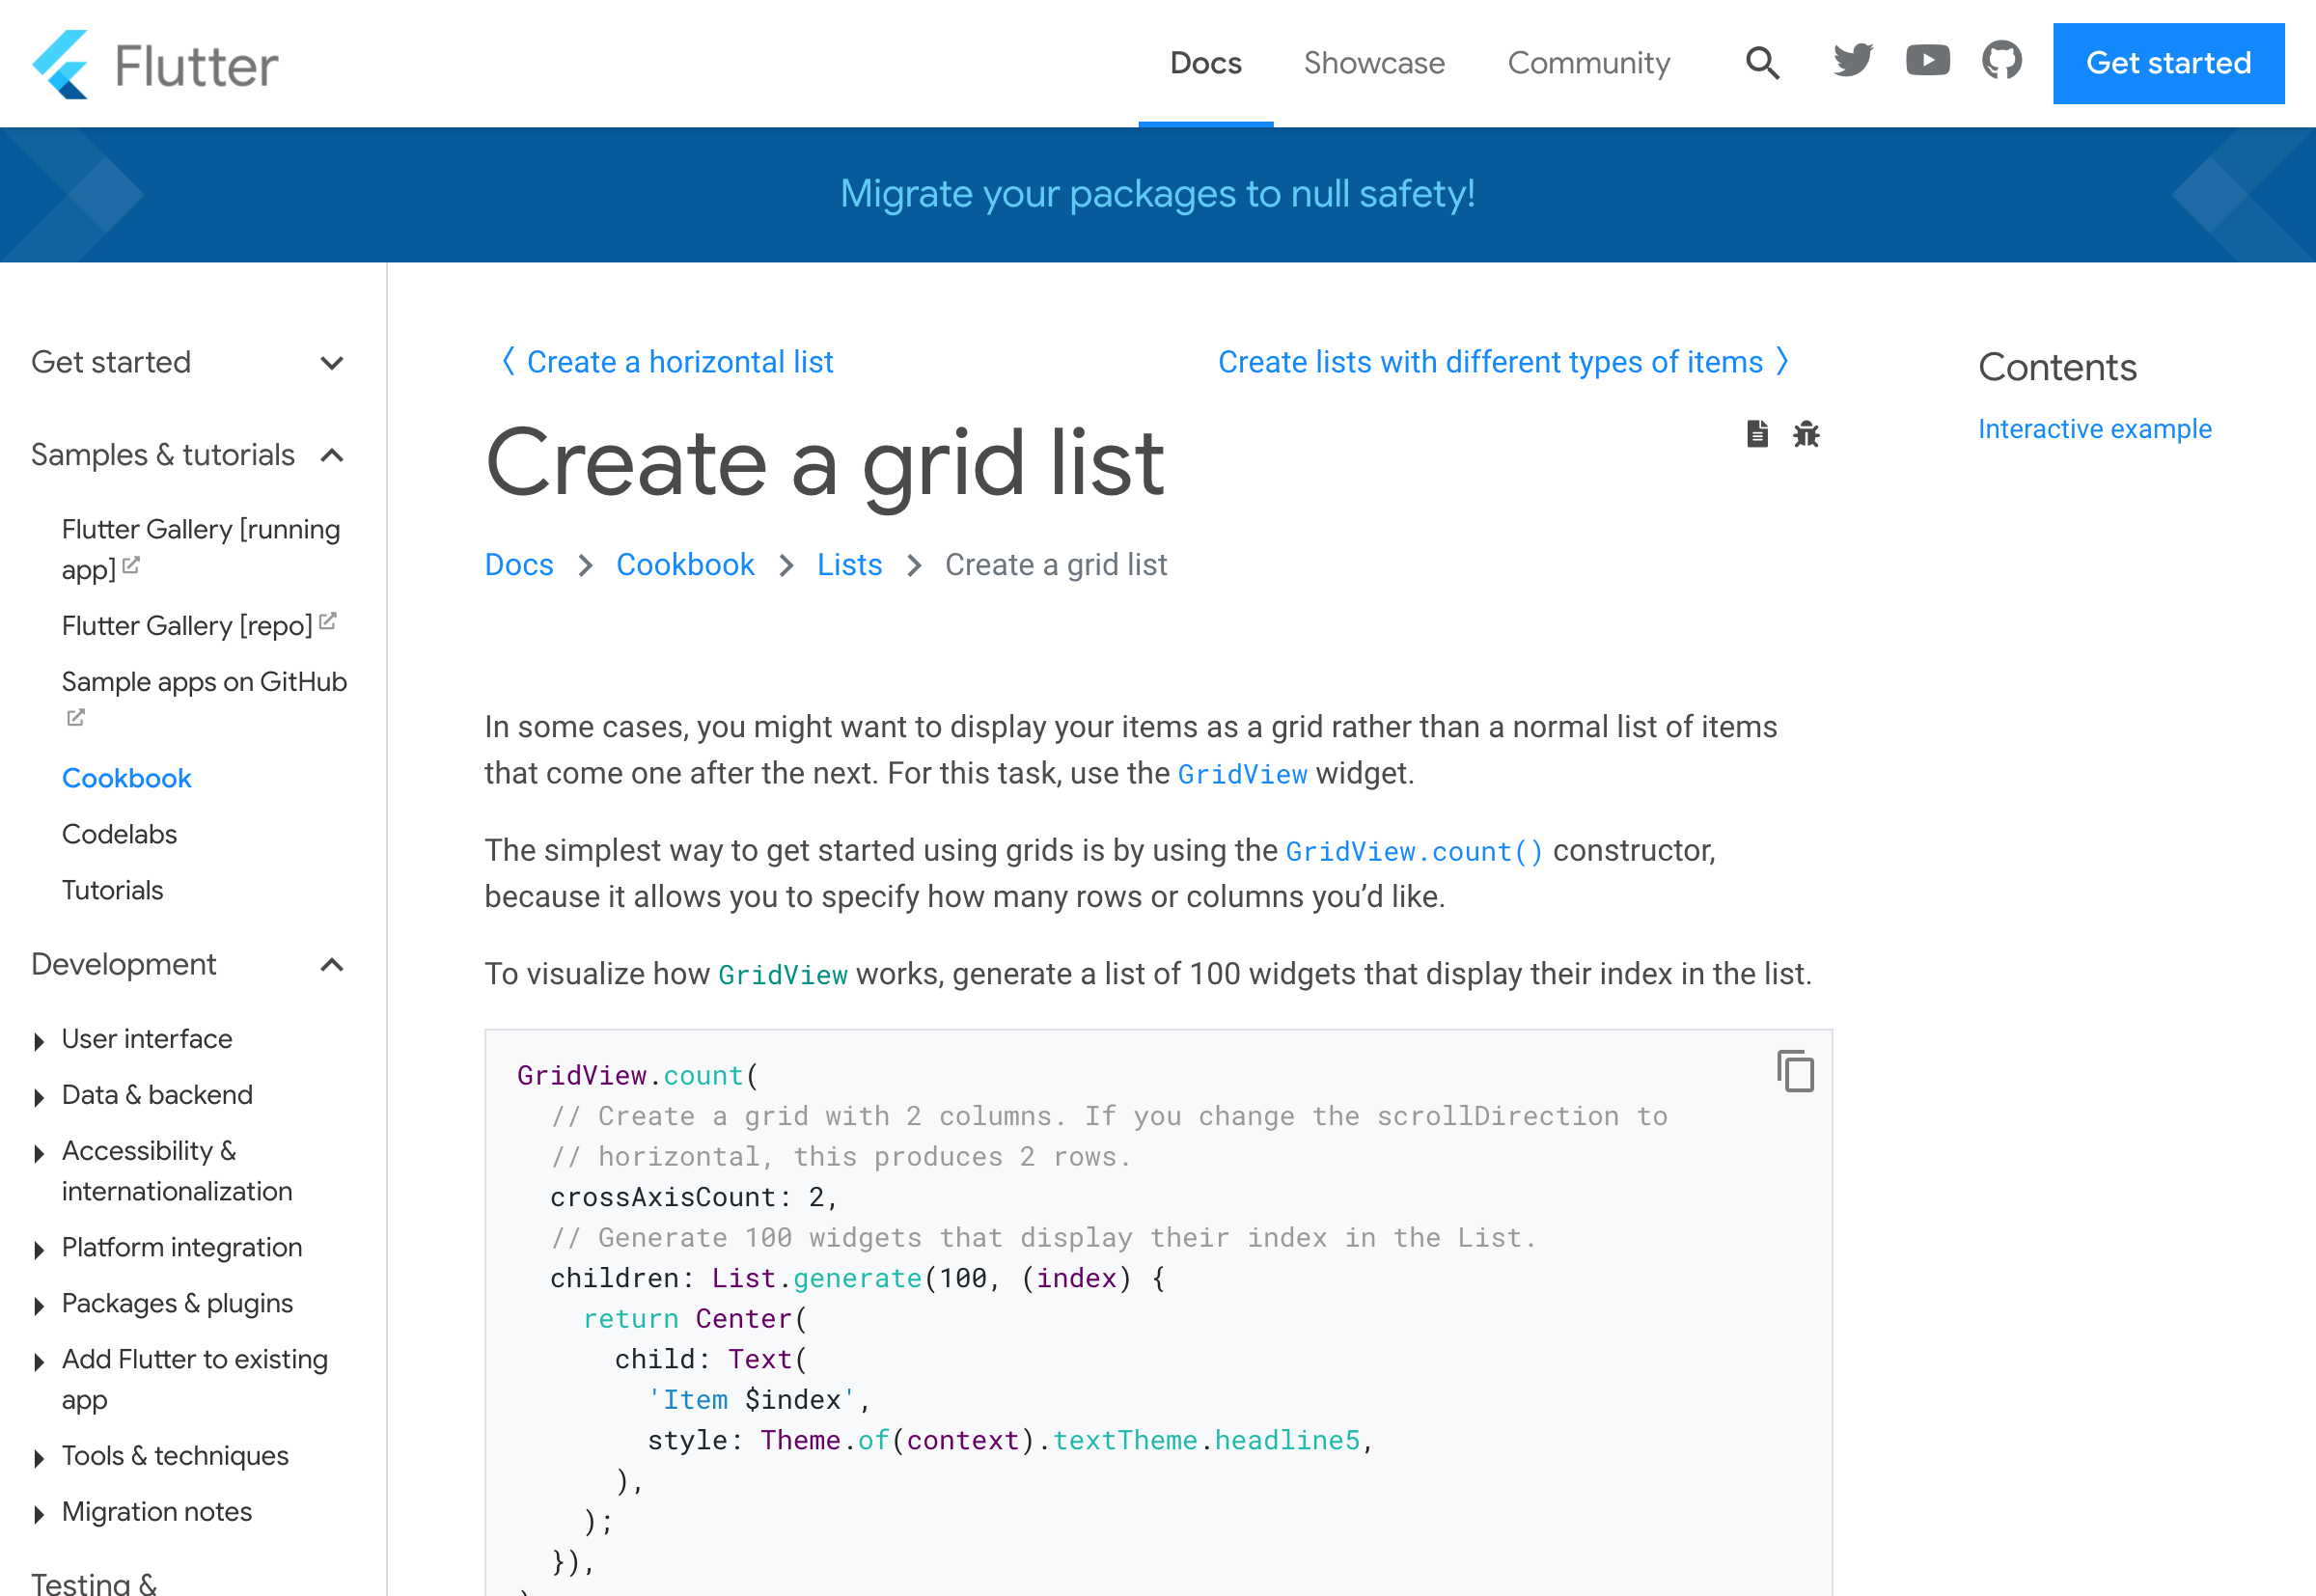 Flutter
Docs
Showcase
Community
Get started
Migrate your packages to null safety!
Get started
Samples & tutorials
Flutter Gallery [running
app]
Flutter Gallery [repo]
Sample apps on GitHub
Cookbook
Codelabs
Tutorials
Development
User interface
Data & backend
Accessibility &
internationalization
Platform integration
Packages & plugins
Add Flutter to existing
app
Tools & techniques
Migration notes
Testing &
〈 Create a horizontal list
Create lists with different types of items 〉
Create a grid list
Docs > Cookbook > Lists > Create a grid list
In some cases, you might want to display your items as a grid rather than a normal list of items
that come one after the next. For this task, use the GridView widget.
The simplest way to get started using grids is by using the GridView.count() constructor,
because it allows you to specify how many rows or columns you’d like.
To visualize how GridView works, generate a list of 100 widgets that display their index in the list.
GridView.count(
  // Create a grid with 2 columns. If you change the scrollDirection to
  // horizontal, this produces 2 rows.
  crossAxisCount: 2,
  // Generate 100 widgets that display their index in the List.
  children: List.generate(100, (index) {
    return Center(
      child: Text(
        'Item $index',
        style: Theme.of(context).textTheme.headline5,
      ),
    );
  }),
Contents
Interactive example